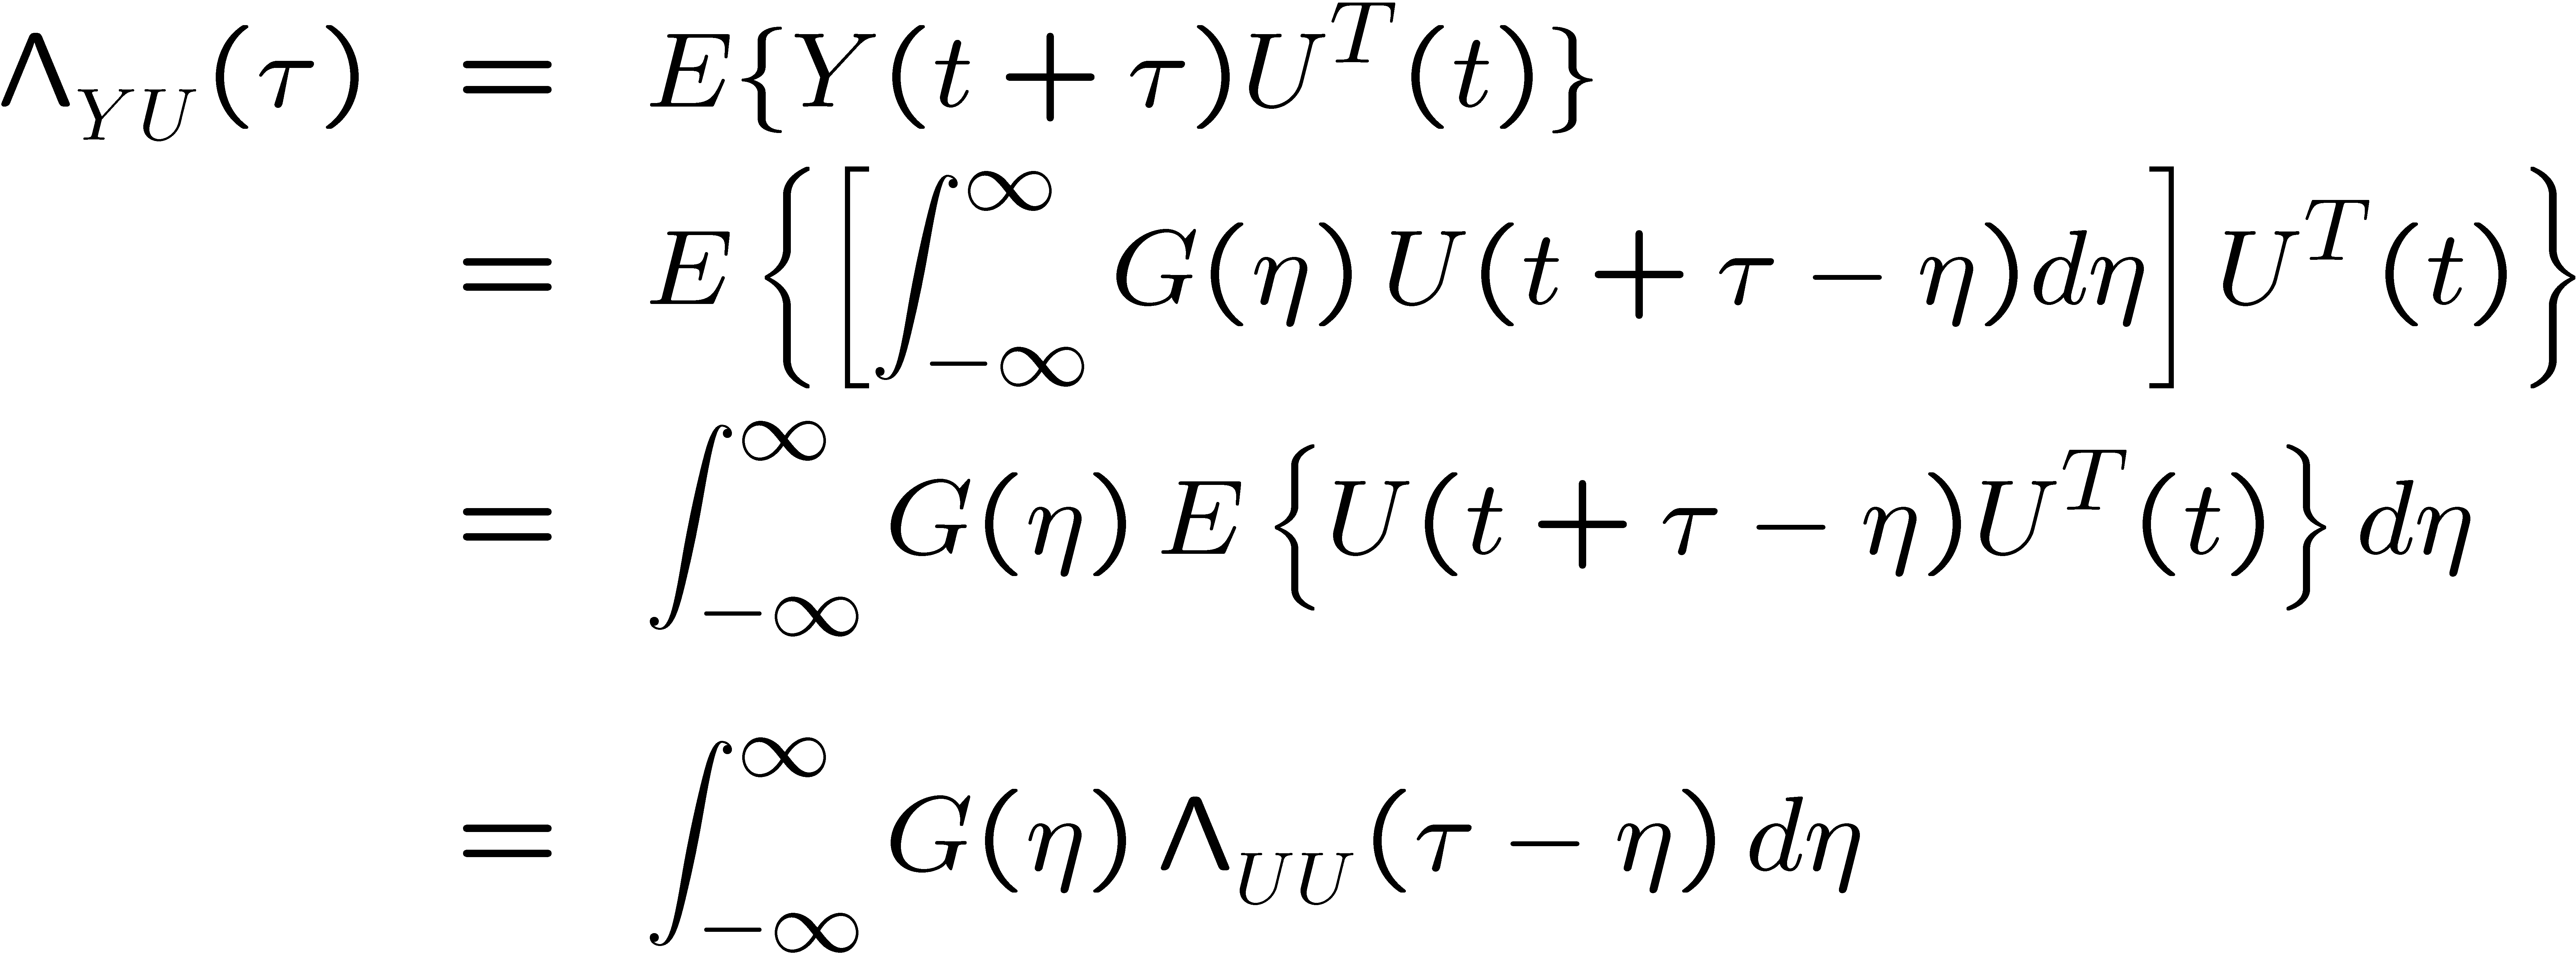 Λ_{YU}(τ) = E{Y(t + τ)U^T(t)}
= E{[∫_{-∞}^{∞} G(η) U(t + τ − η)dη] U^T(t)}
= ∫_{-∞}^{∞} G(η) E{U(t + τ − η)U^T(t)} dη
= ∫_{-∞}^{∞} G(η) Λ_{UU}(τ − η) dη